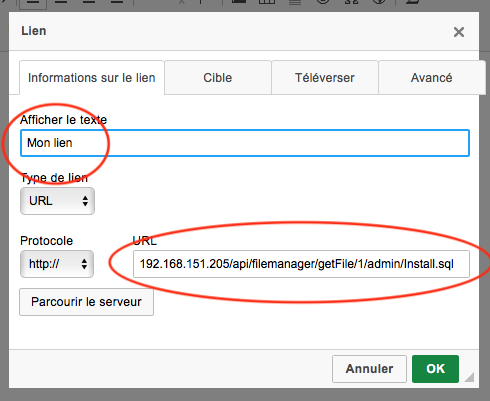 Lien
Informations sur le lien Cible Téléverser Avancé
Afficher le texte
Mon lien
Type de lien
URL
Protocole URL
http:// 192.168.151.205/api/filemanager/getFile/1/admin/Install.sql
Parcourir le serveur
Annuler OK